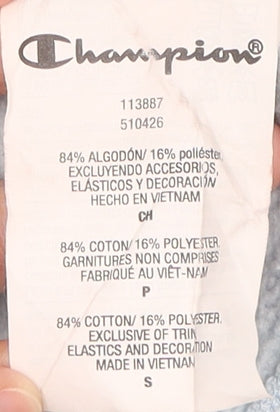 Champion®
113887
510426
84% ALGODÓN/ 16% poliéster
EXCLUYENDO ACCESORIOS,
ELÁSTICOS Y DECORACIÓN
HECHO EN VIETNAM
CH
84% COTON/ 16% POLYESTER
GARNITURES NON COMPRISES
FABRIQUÉ AU VIÊT-NAM
P
84% COTTON/ 16% POLYESTER.
EXCLUSIVE OF TRIM
ELASTICS AND DECORATION
MADE IN VIETNAM
S